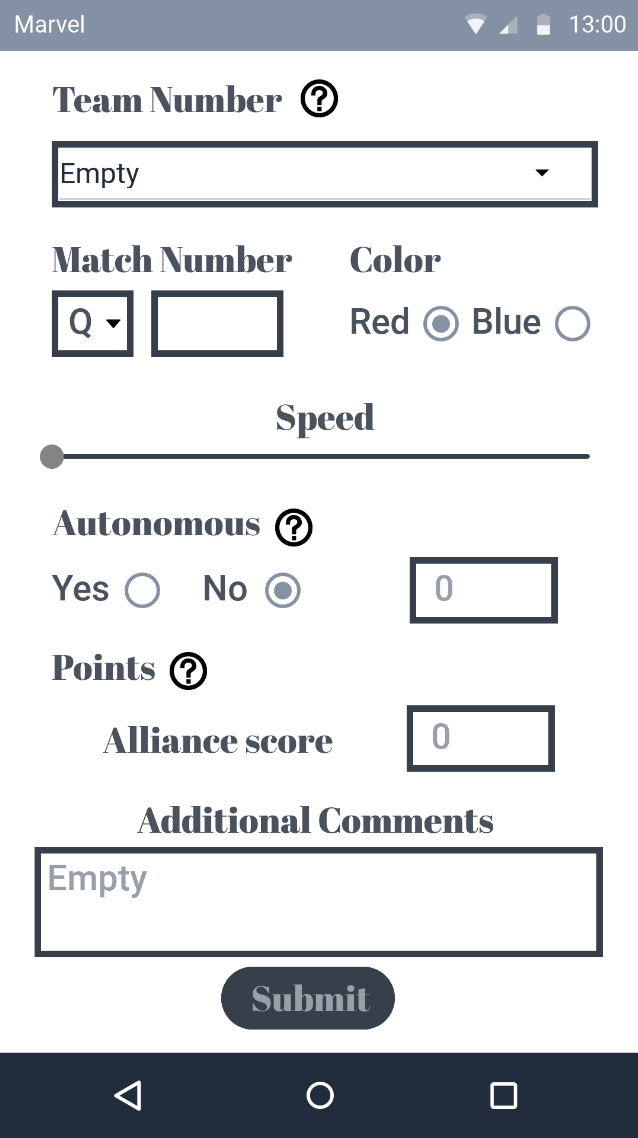 Marvel 13:00
Team Number ?
Empty
Match Number Color
Q Red Blue
Speed
Autonomous ?
Yes No 0
Points ?
Alliance score 0
Additional Comments
Empty
Submit